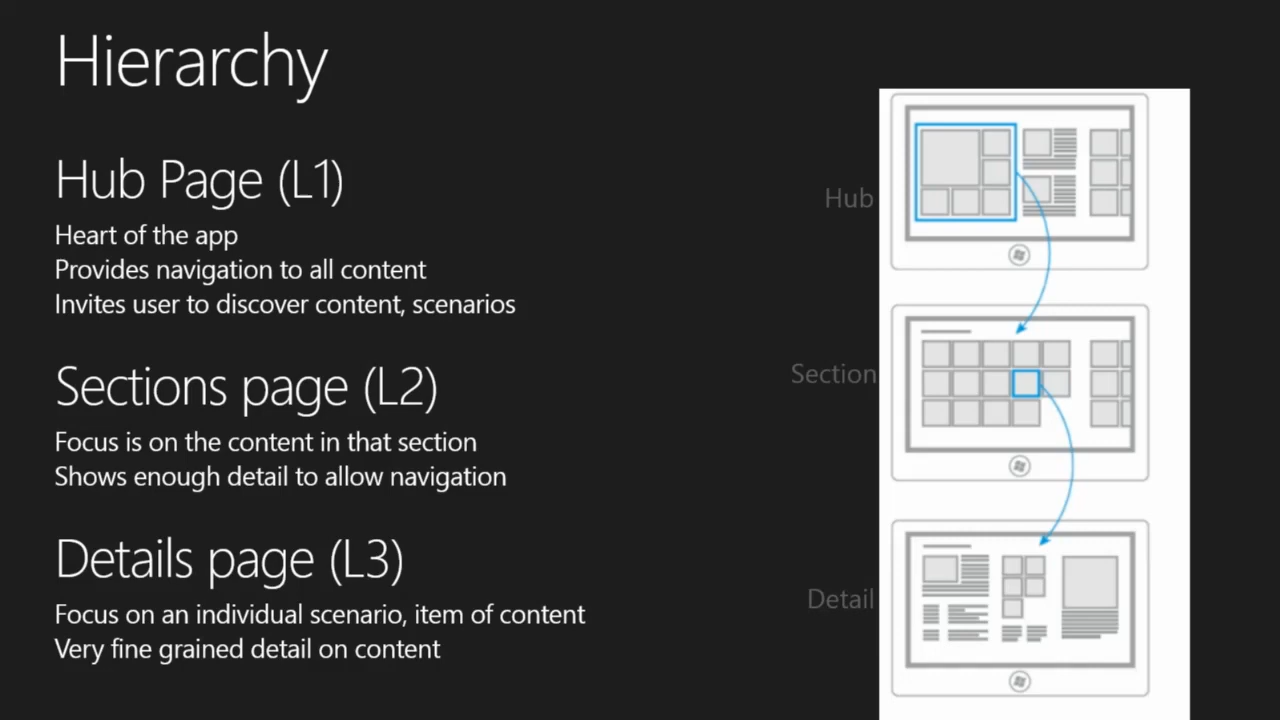 Hierarchy
Hub Page (L1)
Heart of the app
Provides navigation to all content
Invites user to discover content, scenarios
Sections page (L2)
Focus is on the content in that section
Shows enough detail to allow navigation
Details page (L3)
Focus on an individual scenario, item of content
Very fine grained detail on content
Hub
Section
Detail